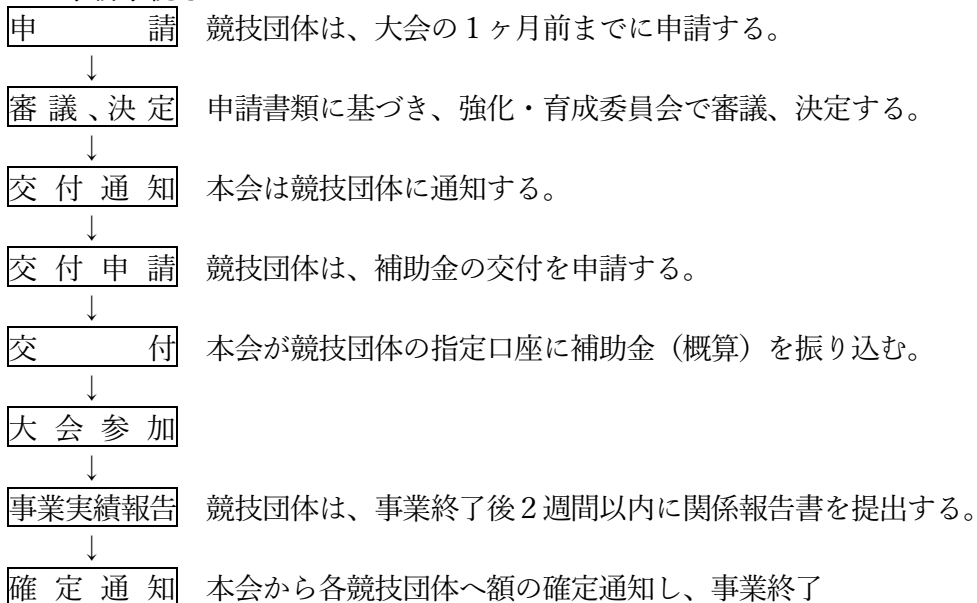 申請 競技団体は、大会の１ヶ月前までに申請する。
↓
審議、決定 申請書類に基づき、強化・育成委員会で審議、決定する。
↓
交付通知 本会は競技団体に通知する。
↓
交付申請 競技団体は、補助金の交付を申請する。
↓
交付 本会が競技団体の指定口座に補助金（概算）を振り込む。
↓
大会参加
↓
事業実績報告 競技団体は、事業終了後２週間以内に関係報告書を提出する。
↓
確定通知 本会から各競技団体へ額の確定通知し、事業終了